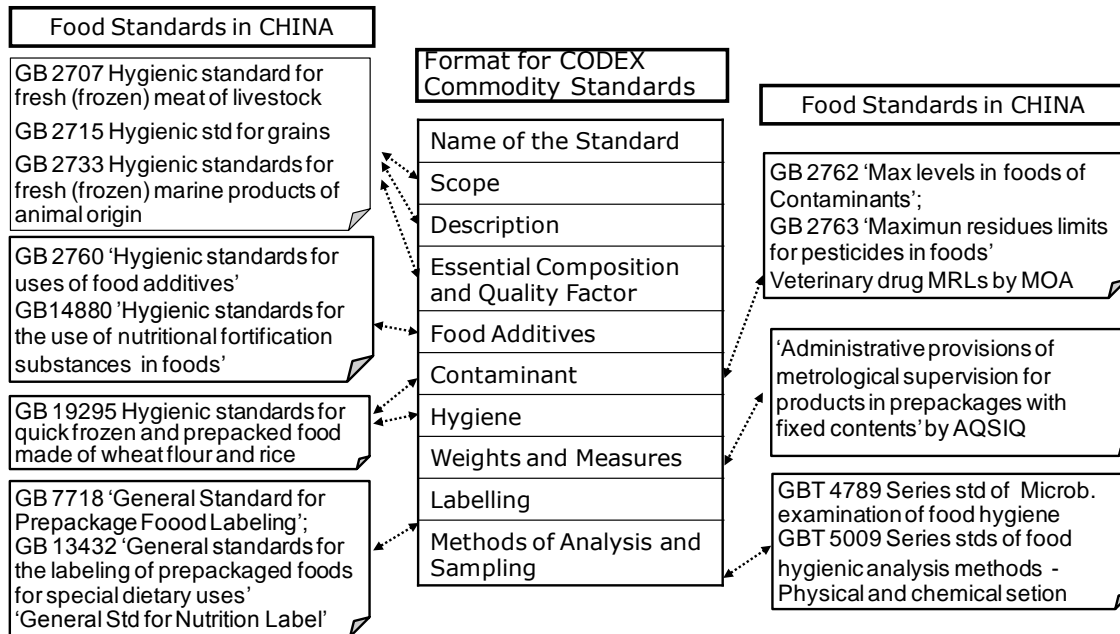 Food Standards in CHINA
GB 2707 Hygienic standard for
fresh (frozen) meat of livestock
GB 2715 Hygienic std for grains
GB 2733 Hygienic standards for
fresh (frozen) marine products of
animal origin
GB 2760 ‘Hygienic standards for
uses of food additives’
GB14880 ’Hygienic standards for
the use of nutritional fortification
substances in foods’
GB 19295 Hygienic standards for
quick frozen and prepacked food
made of wheat flour and rice
GB 7718 ‘General Standard for
Prepackage Foood Labeling’;
GB 13432 ‘General standards for
the labeling of prepackaged foods
for special dietary uses’
‘General Std for Nutrition Label’
Format for CODEX
Commodity Standards
Name of the Standard
Scope
Description
Essential Composition
and Quality Factor
Food Additives
Contaminant
Hygiene
Weights and Measures
Labelling
Methods of Analysis and
Sampling
Food Standards in CHINA
GB 2762 ‘Max levels in foods of
Contaminants’;
GB 2763 ‘Maximun residues limits
for pesticides in foods’
Veterinary drug MRLs by MOA
‘Administrative provisions of
metrological supervision for
products in prepackages with
fixed contents’ by AQSIQ
GBT 4789 Series std of Microb.
examination of food hygiene
GBT 5009 Series stds of food
hygienic analysis methods -
Physical and chemical setion